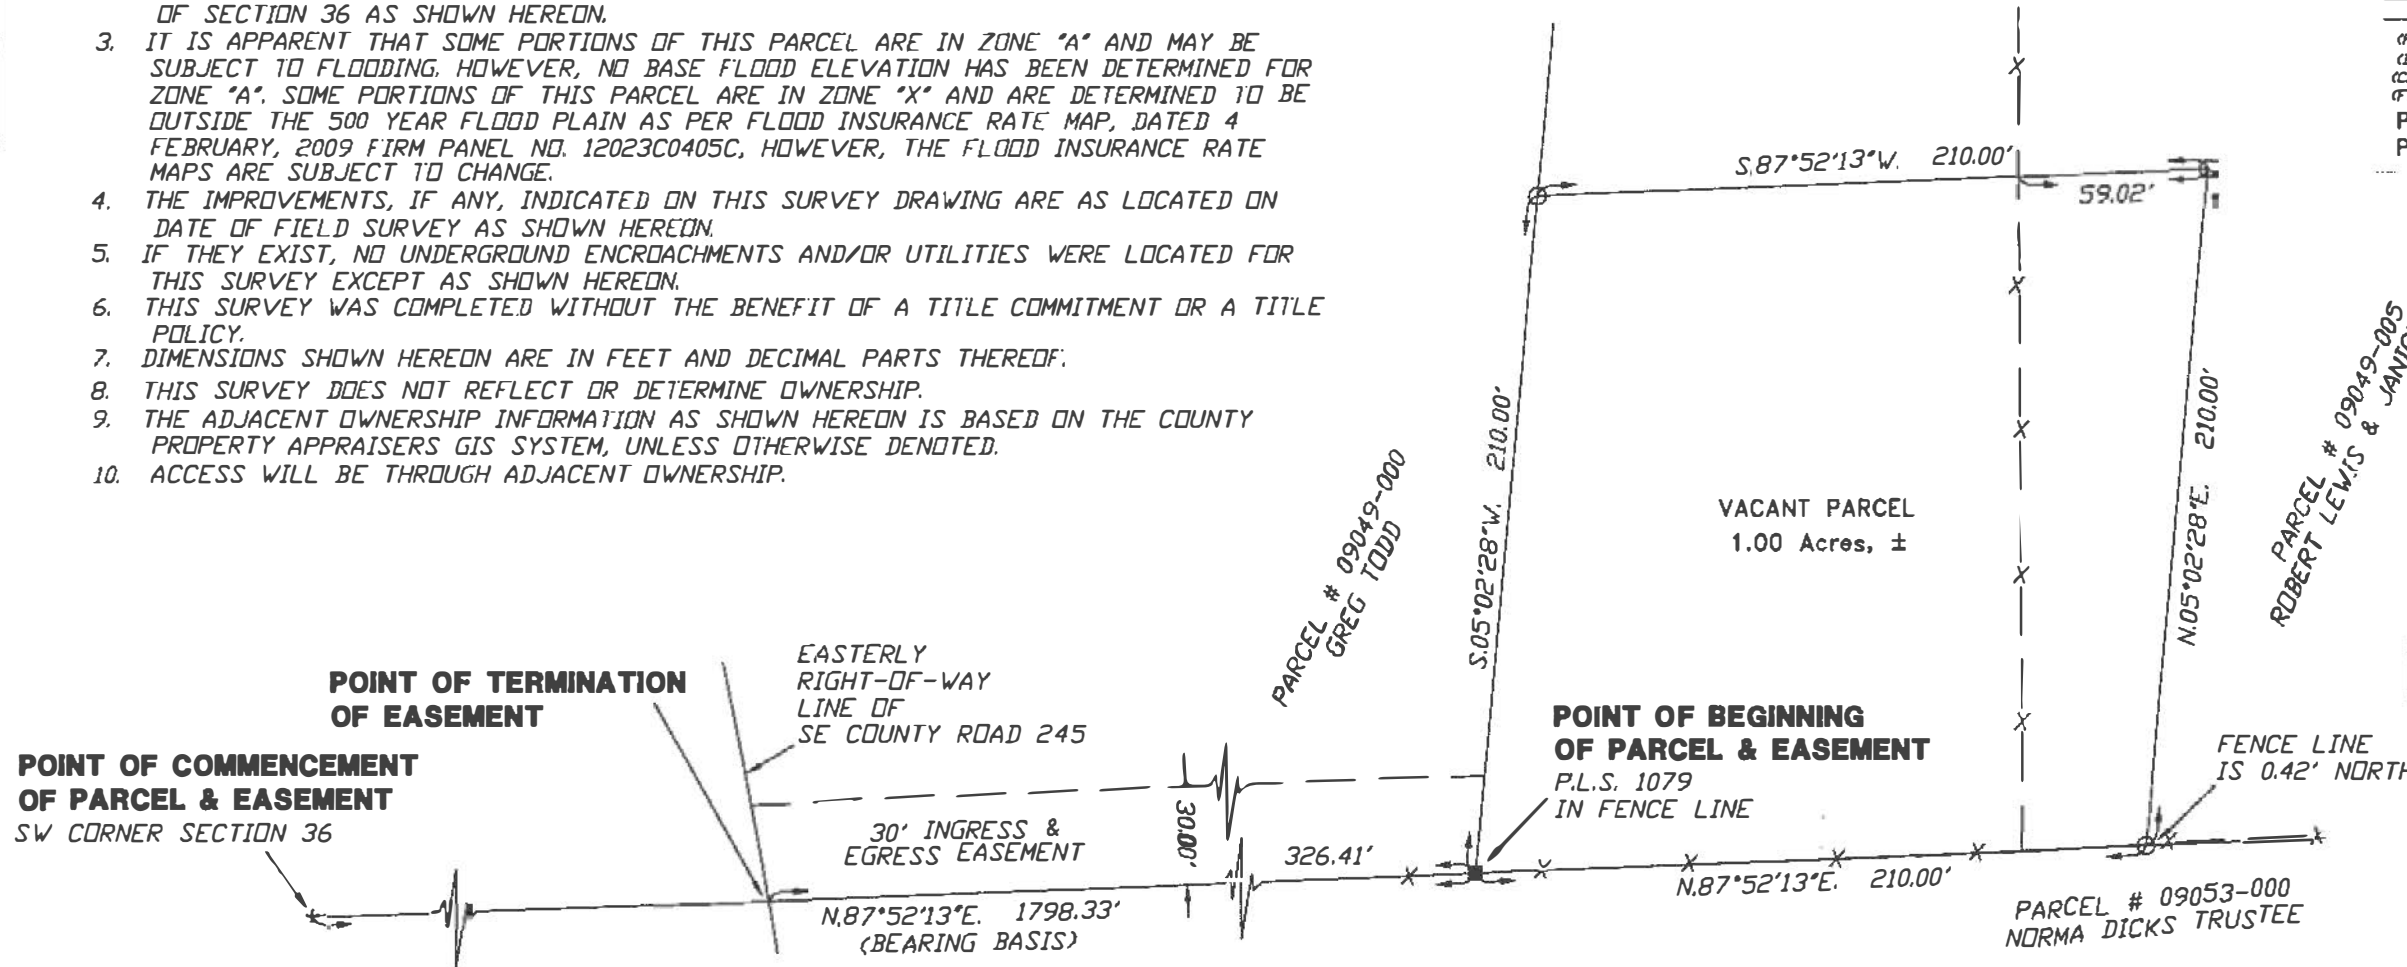 OF SECTION 36 AS SHOWN HEREON.
3. IT IS APPARENT THAT SOME PORTIONS OF THIS PARCEL ARE IN ZONE "A" AND MAY BE
SUBJECT TO FLOODING, HOWEVER, NO BASE FLOOD ELEVATION HAS BEEN DETERMINED FOR
ZONE "A". SOME PORTIONS OF THIS PARCEL ARE IN ZONE "X" AND ARE DETERMINED TO BE
OUTSIDE THE 500 YEAR FLOOD PLAIN AS PER FLOOD INSURANCE RATE MAP, DATED 4
FEBRUARY, 2009 FIRM PANEL NO. 12023C0405C, HOWEVER, THE FLOOD INSURANCE RATE
MAPS ARE SUBJECT TO CHANGE.
4. THE IMPROVEMENTS, IF ANY, INDICATED ON THIS SURVEY DRAWING ARE AS LOCATED ON
DATE OF FIELD SURVEY AS SHOWN HEREON.
5. IF THEY EXIST, NO UNDERGROUND ENCROACHMENTS AND/OR UTILITIES WERE LOCATED FOR
THIS SURVEY EXCEPT AS SHOWN HEREON.
6. THIS SURVEY WAS COMPLETED WITHOUT THE BENEFIT OF A TITLE COMMITMENT OR A TITLE
POLICY.
7. DIMENSIONS SHOWN HEREON ARE IN FEET AND DECIMAL PARTS THEREOF.
8. THIS SURVEY DOES NOT REFLECT OR DETERMINE OWNERSHIP.
9. THE ADJACENT OWNERSHIP INFORMATION AS SHOWN HEREON IS BASED ON THE COUNTY
PROPERTY APPRAISERS GIS SYSTEM, UNLESS OTHERWISE DENOTED.
10. ACCESS WILL BE THROUGH ADJACENT OWNERSHIP.
S.87°52'13"W. 210.00'
59.02'
S.05°02'28"W. 210.00'
N.05°02'28"E. 210.00'
VACANT PARCEL
1.00 Acres, ±
PARCEL # 09049-000
GREG TODD
PARCEL # 09049-005
ROBERT LEWIS &
EASTERLY
RIGHT-OF-WAY
LINE OF
SE COUNTY ROAD 245
POINT OF TERMINATION
OF EASEMENT
POINT OF COMMENCEMENT
OF PARCEL & EASEMENT
SW CORNER SECTION 36
POINT OF BEGINNING
OF PARCEL & EASEMENT
P.L.S. 1079
IN FENCE LINE
FENCE LINE
IS 0.42' NORTH
30' INGRESS &
EGRESS EASEMENT
30.00'
326.41'
N.87°52'13"E. 1798.33'
(BEARING BASIS)
N.87°52'13"E. 210.00'
PARCEL # 09053-000
NORMA DICKS TRUSTEE